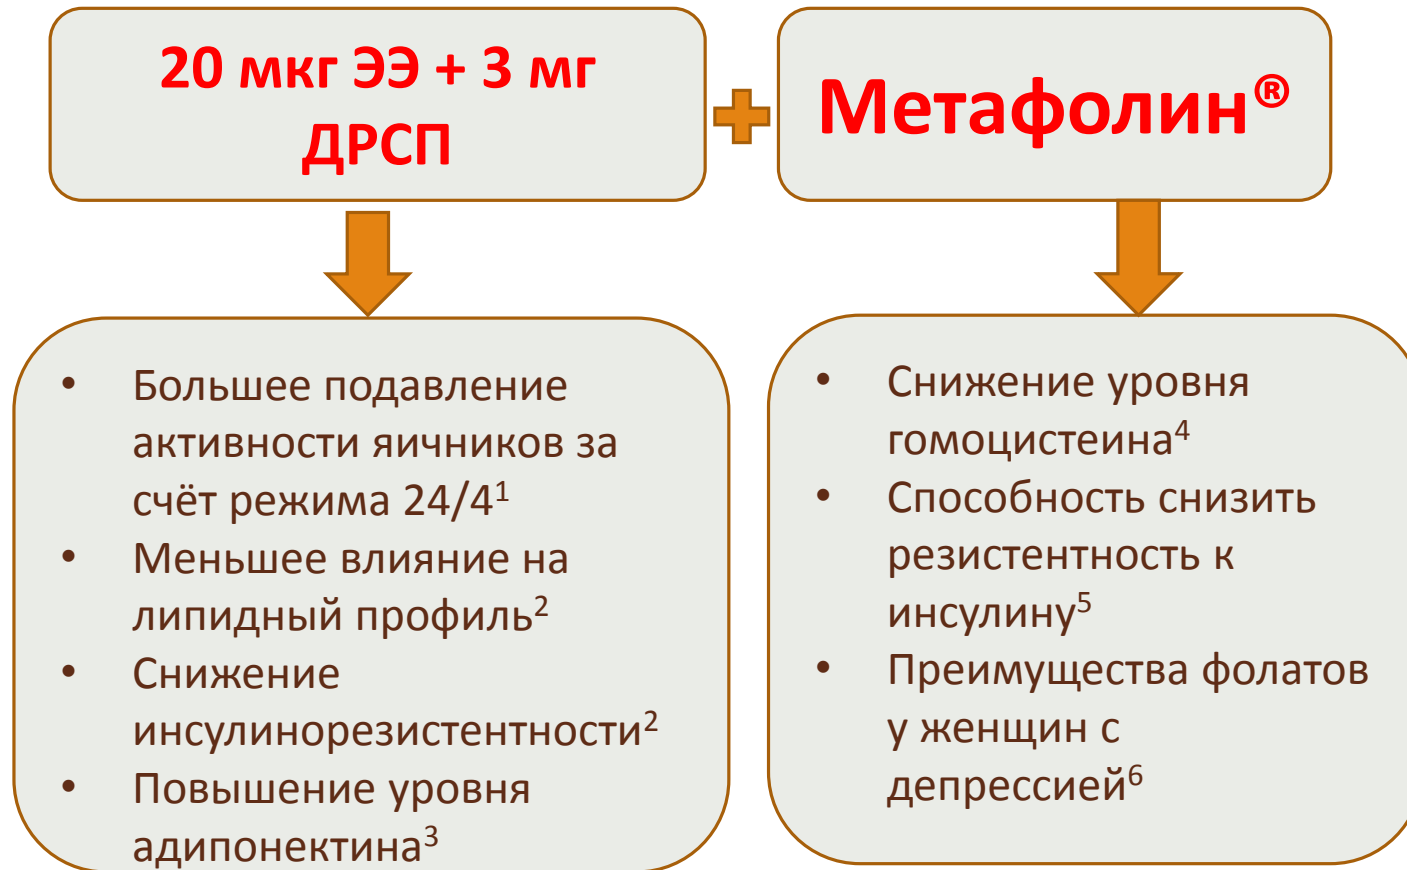 20 мкг ЭЭ + 3 мг
ДРСП
Метафолин®
• Большее подавление
активности яичников за
счёт режима 24/4¹
• Меньшее влияние на
липидный профиль²
• Снижение
инсулинорезистентности²
• Повышение уровня
адипонектина³
• Снижение уровня
гомоцистеина⁴
• Способность снизить
резистентность к
инсулину⁵
• Преимущества фолатов
у женщин с
депрессией⁶